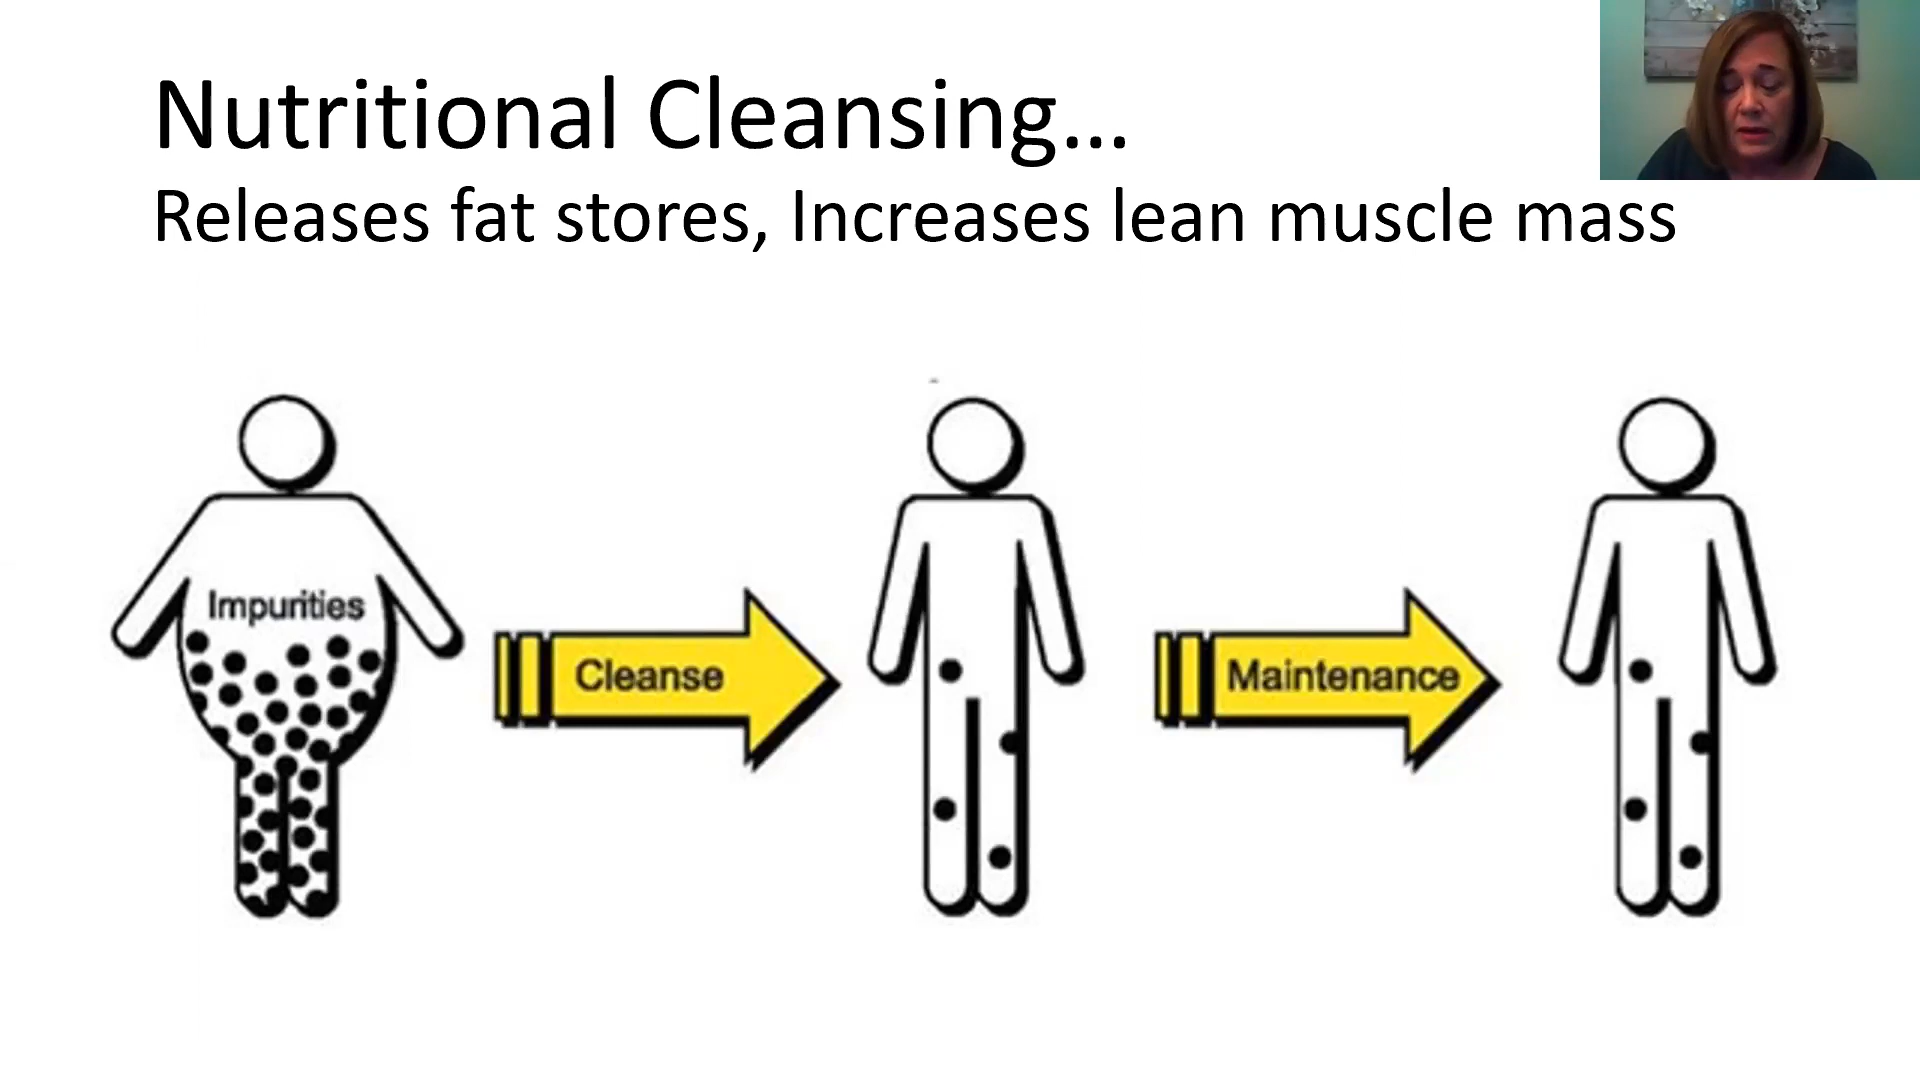 Nutritional Cleansing...
Releases fat stores, Increases lean muscle mass
Impurities
Cleanse
Maintenance